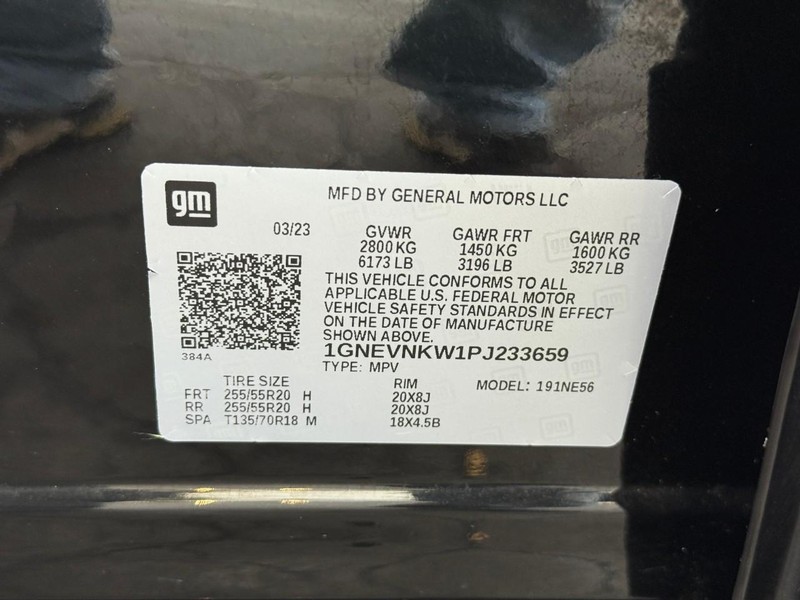 gm
MFD BY GENERAL MOTORS LLC
03/23 GVWR GAWR FRT GAWR RR
2800 KG 1450 KG 1600 KG
6173 LB 3196 LB 3527 LB
THIS VEHICLE CONFORMS TO ALL
APPLICABLE U.S. FEDERAL MOTOR
VEHICLE SAFETY STANDARDS IN EFFECT
ON THE DATE OF MANUFACTURE
SHOWN ABOVE.
384A
1GNEVNKW1PJ233659
TYPE: MPV
TIRE SIZE RIM MODEL: 191NE56
FRT 255/55R20 H 20X8J
RR 255/55R20 H 20X8J
SPA T135/70R18 M 18X4.5B